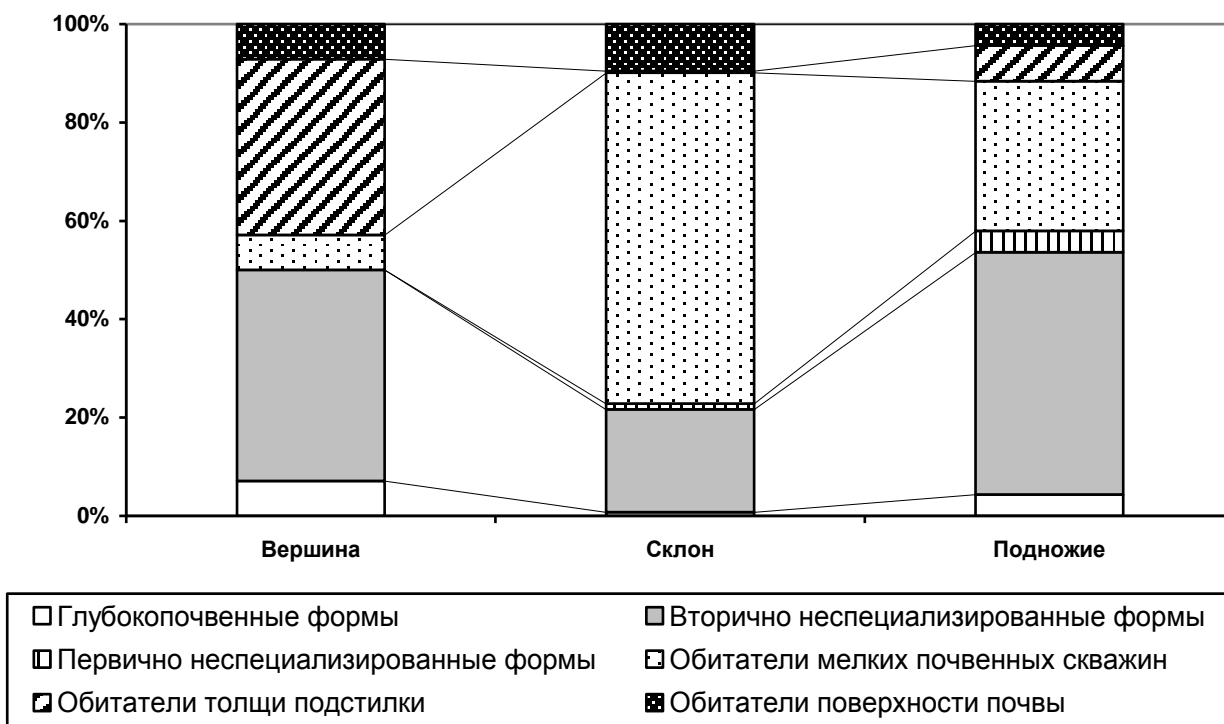 100%
80%
60%
40%
20%
0%
Вершина Склон Подножие
Глубокопочвенные формы Вторично неспециализированные формы
Первично неспециализированные формы Обитатели мелких почвенных скважин
Обитатели толщи подстилки Обитатели поверхности почвы